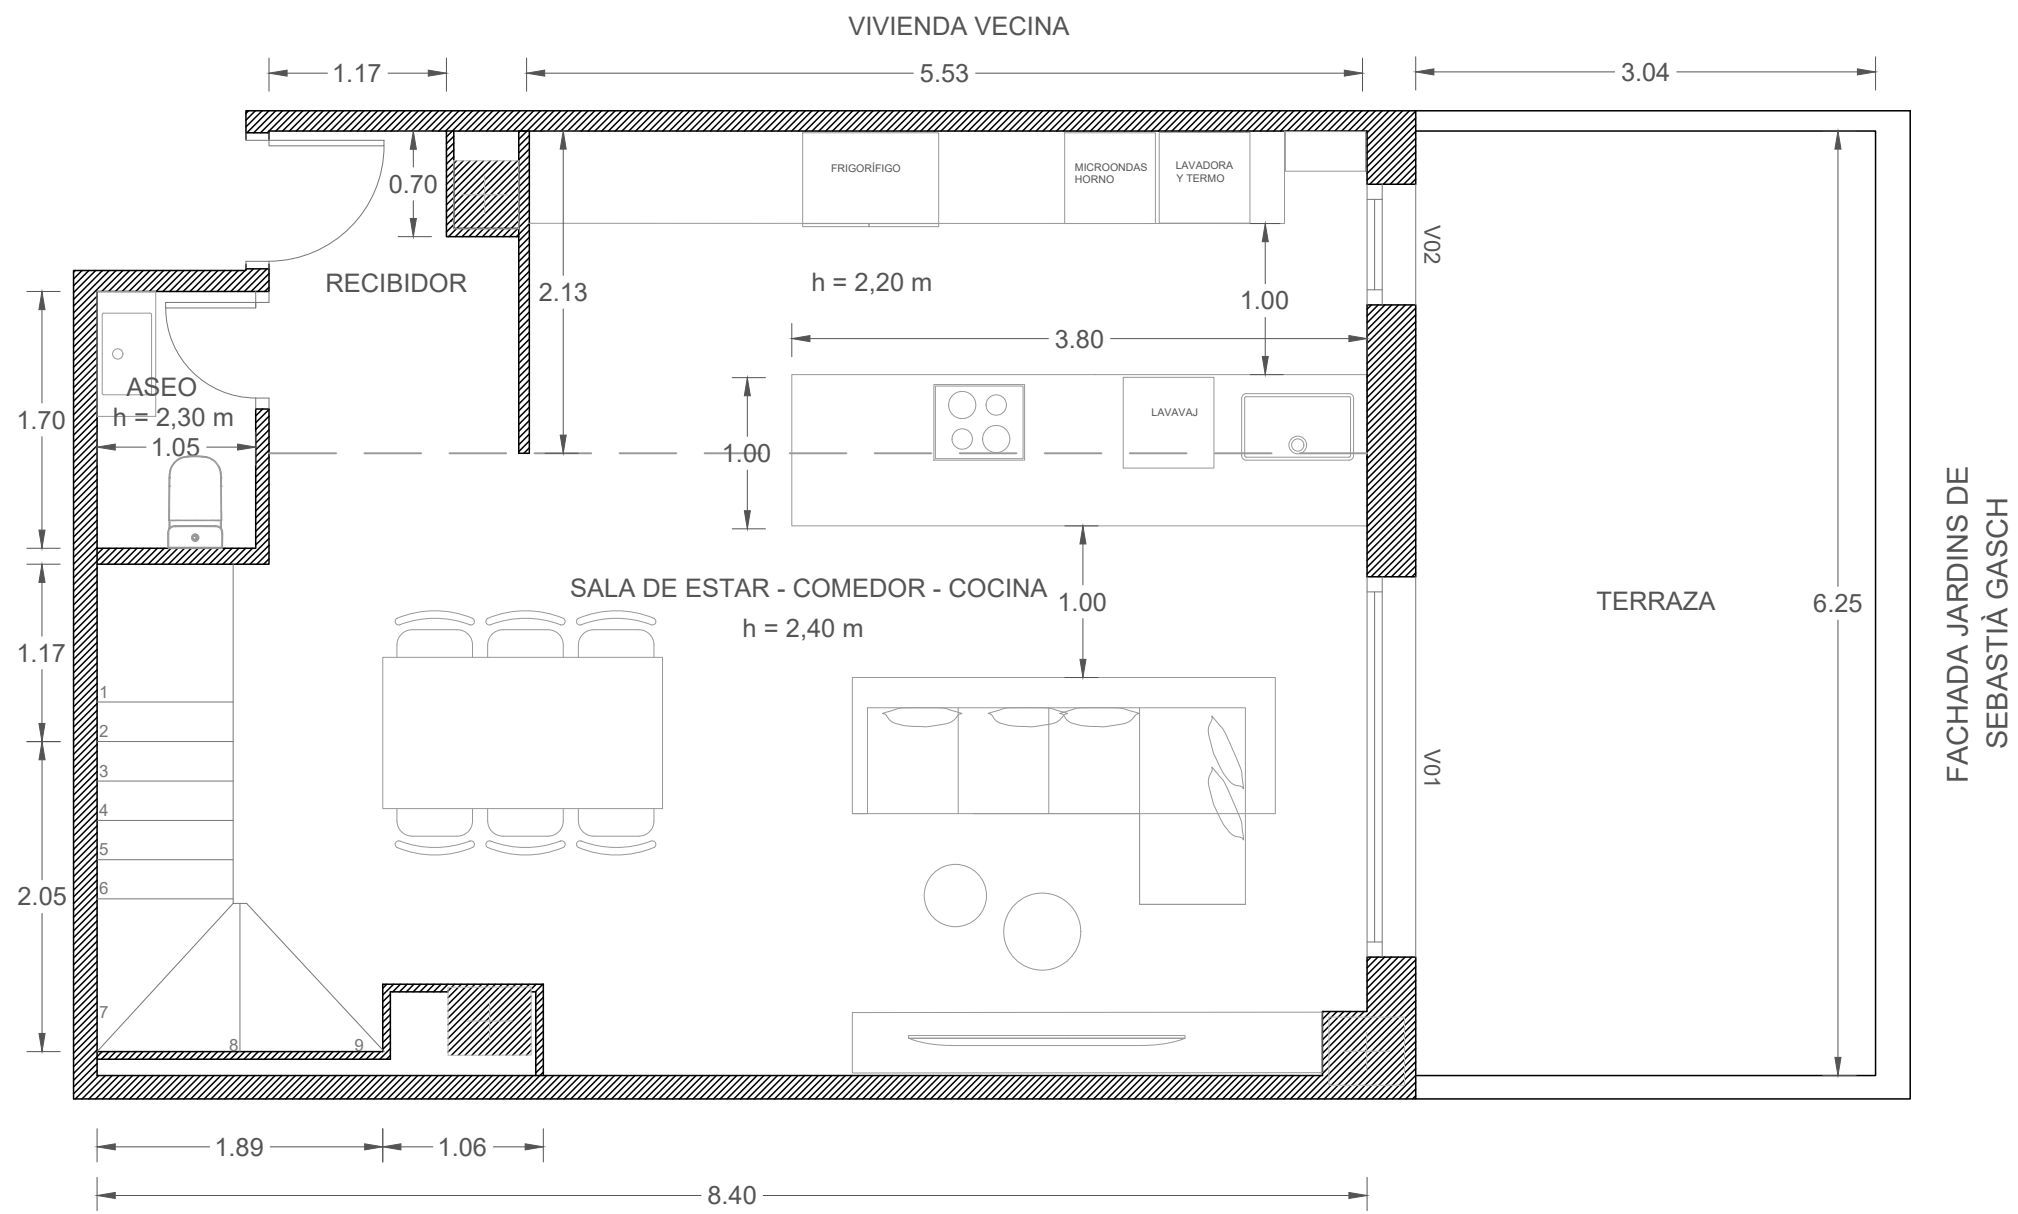 VIVIENDA VECINA
1.17
5.53
3.04
0.70
FRIGORÍFIGO
MICROONDAS
HORNO
LAVADORA
Y TERMO
V02
RECIBIDOR
h = 2,20 m
2.13
1.00
3.80
ASEO
h = 2,30 m
1.05
1.70
LAVAVAJ
1.00
SALA DE ESTAR - COMEDOR - COCINA
h = 2,40 m
1.00
TERRAZA
6.25
FACHADA JARDINS DE
SEBASTIÀ GASCH
1.17
1
2
3
4
5
6
7
8
9
V01
2.05
1.89
1.06
8.40